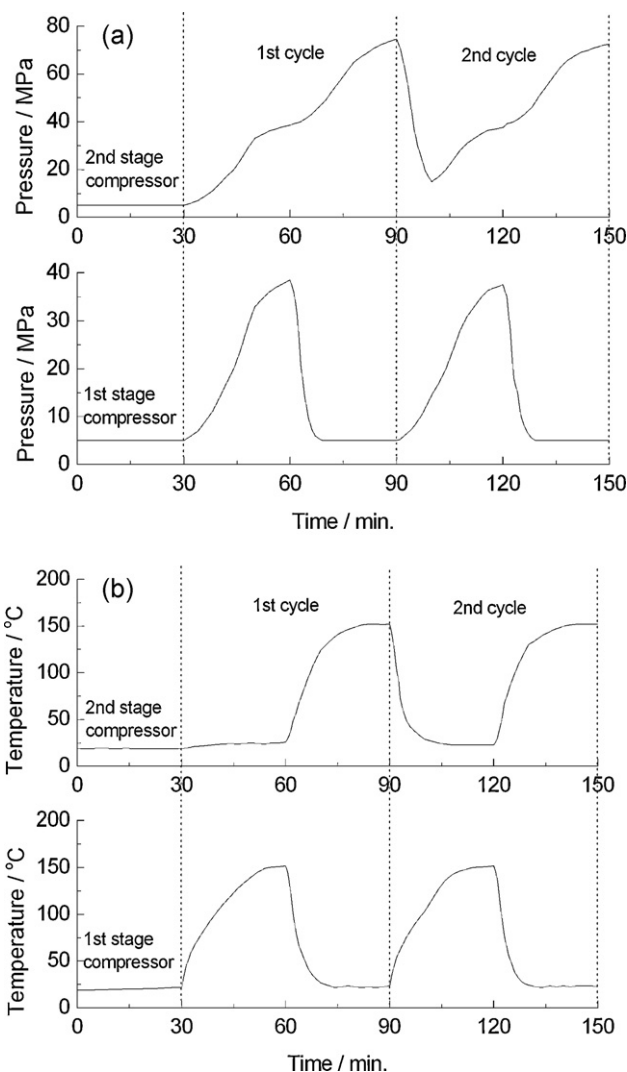 (a)
80
60
40
20
0
Pressure / MPa
1st cycle
2nd cycle
2nd stage
compressor
0 30 60 90 120 150
40
30
20
10
0
Pressure / MPa
1st stage
compressor
0 30 60 90 120 150
Time / min.
(b)
200
150
100
50
0
Temperature / °C
1st cycle
2nd cycle
2nd stage
compressor
0 30 60 90 120 150
200
150
100
50
0
Temperature / °C
1st stage
compressor
0 30 60 90 120 150
Time / min.